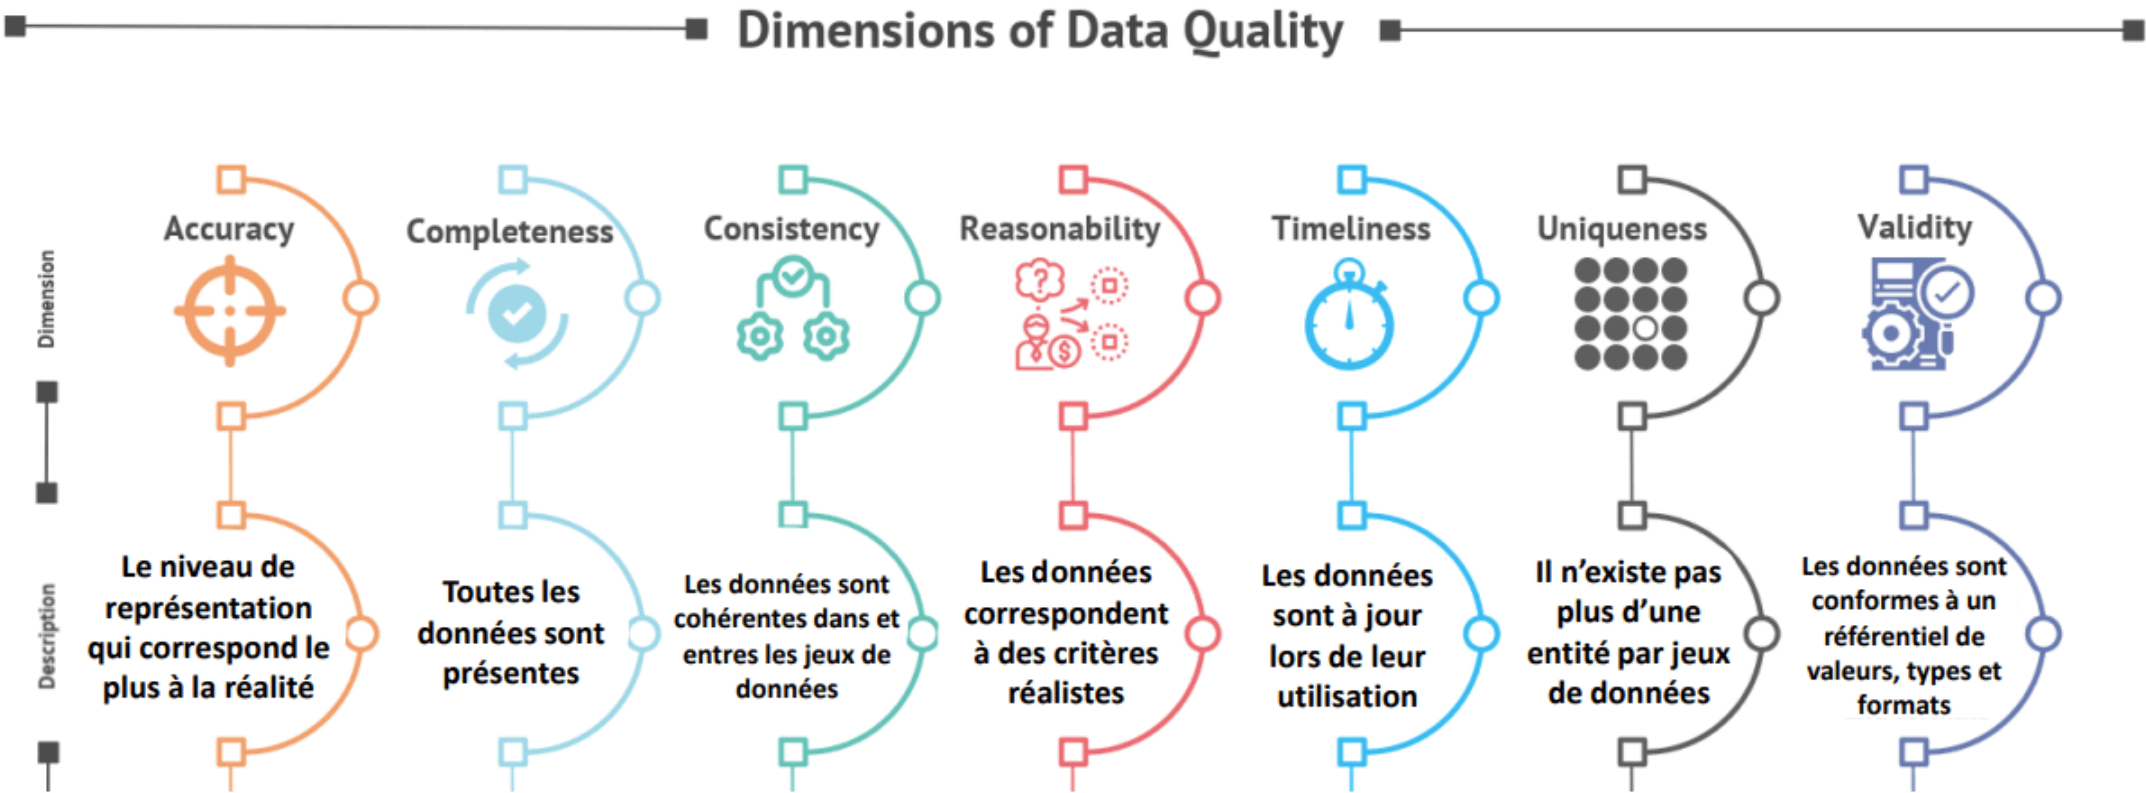 Dimensions of Data Quality
Dimension
Accuracy
Completeness
Consistency
Reasonability
Timeliness
Uniqueness
Validity
?
$
Description
Le niveau de
représentation
qui correspond le
plus à la réalité
Toutes les
données sont
présentes
Les données sont
cohérentes dans et
entres les jeux de
données
Les données
correspondent
à des critères
réalistes
Les données
sont à jour
lors de leur
utilisation
Il n’existe pas
plus d’une
entité par jeux
de données
Les données sont
conformes à un
référentiel de
valeurs, types et
formats